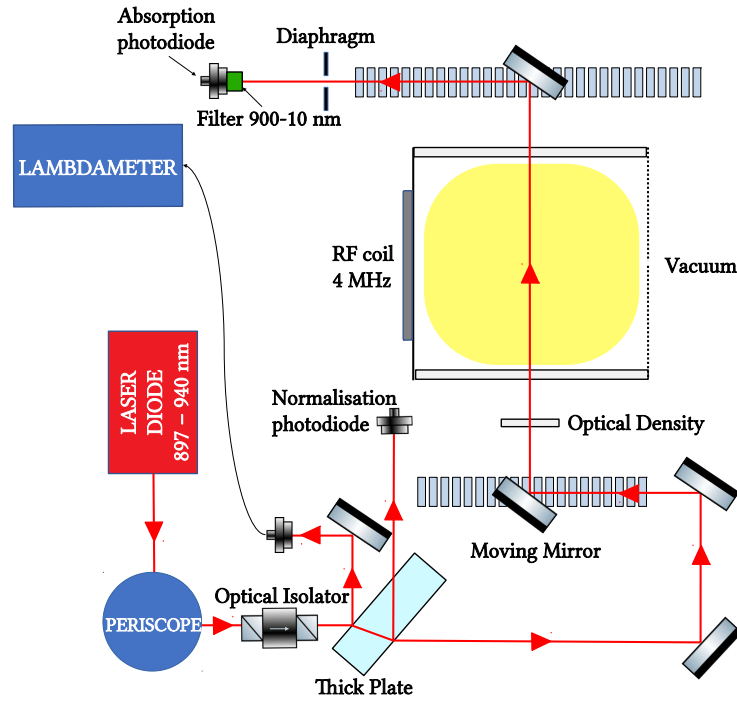 Absorption
photodiode
Diaphragm
Filter 900-10 nm
LAMBDAMETER
RF coil
4 MHz
Vacuum
LASER
DIODE
897 – 940 nm
Normalisation
photodiode
Optical Density
Moving Mirror
Optical Isolator
PERISCOPE
Thick Plate